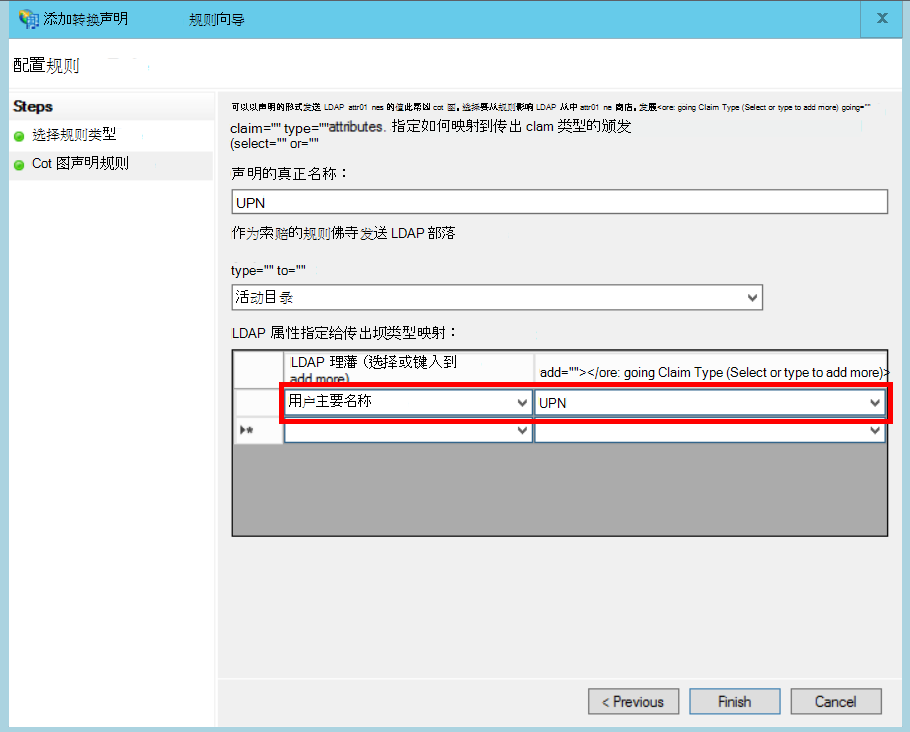 添加转换声明 规则向导
配置规则
Steps
选择规则类型
Cot 图声明规则
可以以声明的形式发送 LDAP attr01 nes 的值此帮凶 cot 面。选择要从规则影响 LDAP 从中 attr01 ne 商店。发展<ore: going Claim Type (Select or type to add more) going=""
claim="" type=""attributes. 指定如何映射到传出 clam 类型的颁发
(select="" or=""
声明的真正名称：
UPN
作为索赔的规则佛寺发送 LDAP 部落
type="" to=""
活动目录
LDAP 属性指定给传出坝类型映射：
LDAP 理藩 (选择或键入到
add more)
add=""></ore: going Claim Type (Select or type to add more)>
用户主要名称 UPN
< Previous Finish Cancel